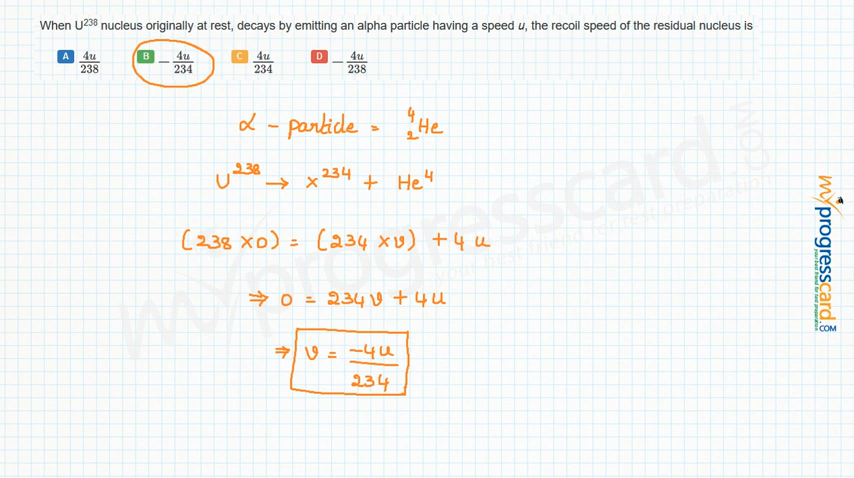 When U²³⁸ nucleus originally at rest, decays by emitting an alpha particle having a speed u, the recoil speed of the residual nucleus is
A 4u/238 B −4u/234 C 4u/234 D −4u/238
α - particle = ⁴₂He
U²³⁸ → X²³⁴ + He⁴
(238 × 0) = (234 × v) + 4u
⇒ 0 = 234v + 4u
⇒ v = −4u/234
myprogresscard
.COM